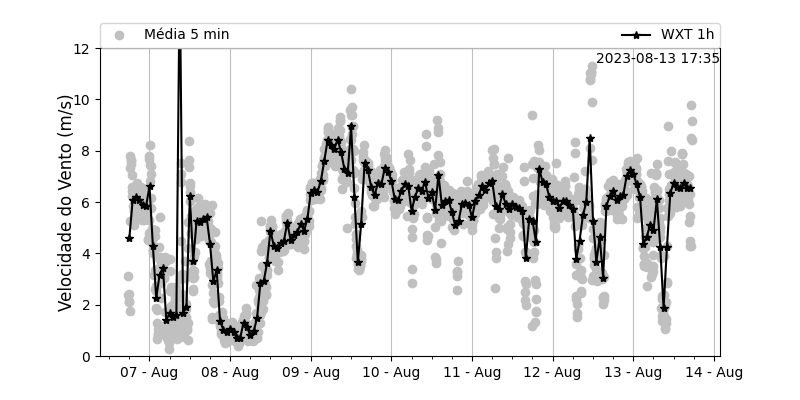 Média 5 min
WXT 1h
2023-08-13 17:35
Velocidade do Vento (m/s)
12
10
8
6
4
2
0
07 - Aug
08 - Aug
09 - Aug
10 - Aug
11 - Aug
12 - Aug
13 - Aug
14 - Aug